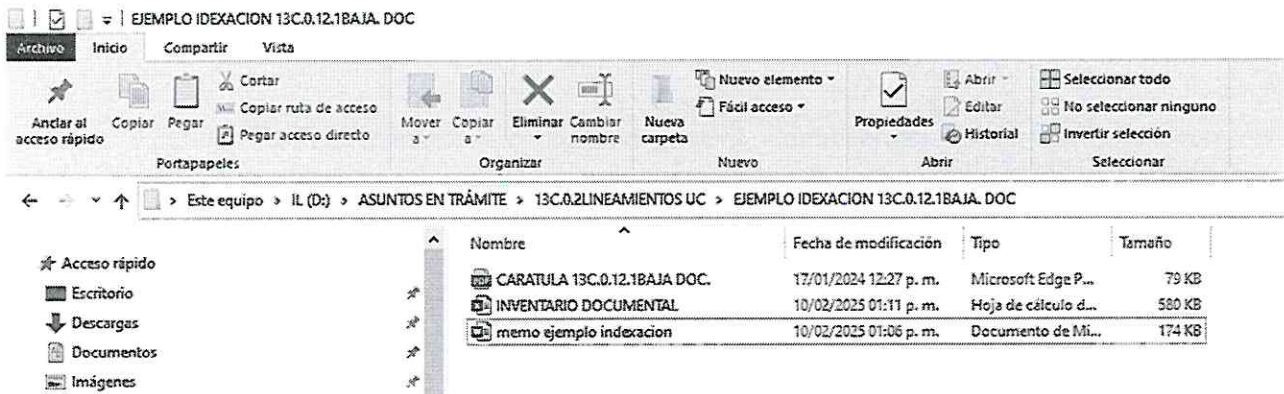 EJEMPLO IDEXACION 13C.0.12.1BAJA. DOC
Archivo Inicio Compartir Vista
Anclar al acceso rápido
Copiar
Pegar
Cortar
Copiar ruta de acceso
Pegar acceso directo
Portapapeles
Mover a
Copiar a
Eliminar
Cambiar nombre
Organizar
Nueva carpeta
Nuevo elemento
Fácil acceso
Nuevo
Propiedades
Abrir
Editar
Historial
Abrir
Seleccionar todo
No seleccionar ninguno
Invertir selección
Seleccionar
> Este equipo > IL (D:) > ASUNTOS EN TRÁMITE > 13C.0.2LINEAMIENTOS UC > EJEMPLO IDEXACION 13C.0.12.1BAJA. DOC
Nombre Fecha de modificación Tipo Tamaño
Acceso rápido
Escritorio
Descargas
Documentos
Imágenes
CARATULA 13C.0.12.1BAJA DOC. 17/01/2024 12:27 p. m. Microsoft Edge P... 79 KB
INVENTARIO DOCUMENTAL 10/02/2025 01:11 p. m. Hoja de cálculo d... 580 KB
memo ejemplo indexacion 10/02/2025 01:06 p. m. Documento de Mi... 174 KB